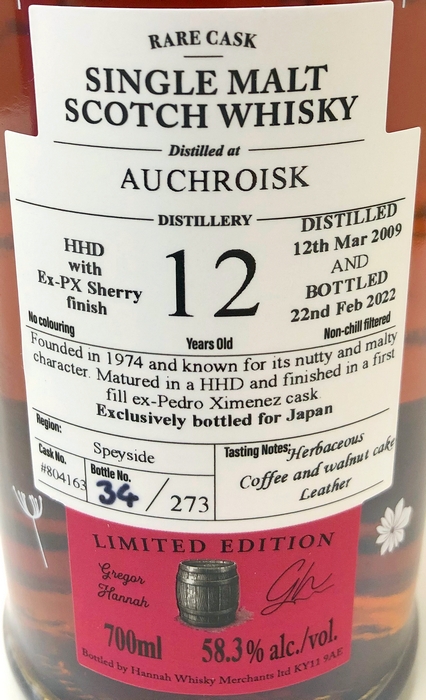 RARE CASK
SINGLE MALT
SCOTCH WHISKY
Distilled at
AUCHROISK
DISTILLERY
HHD
with
Ex-PX Sherry
finish
12
Years Old
DISTILLED
12th Mar 2009
AND
BOTTLED
22nd Feb 2022
No colouring
Non-chill filtered
Founded in 1974 and known for its nutty and malty
character. Matured in a HHD and finished in a first
fill ex-Pedro Ximenez cask
Exclusively bottled for Japan
Region:
Speyside
Cask No.
#804163
Bottle No.
34 / 273
Tasting Notes: Herbaceous
Coffee and walnut cake
Leather
LIMITED EDITION
Gregor
Hannah
700ml
58.3% alc./vol.
Bottled by Hannah Whisky Merchants ltd KY11 9AE